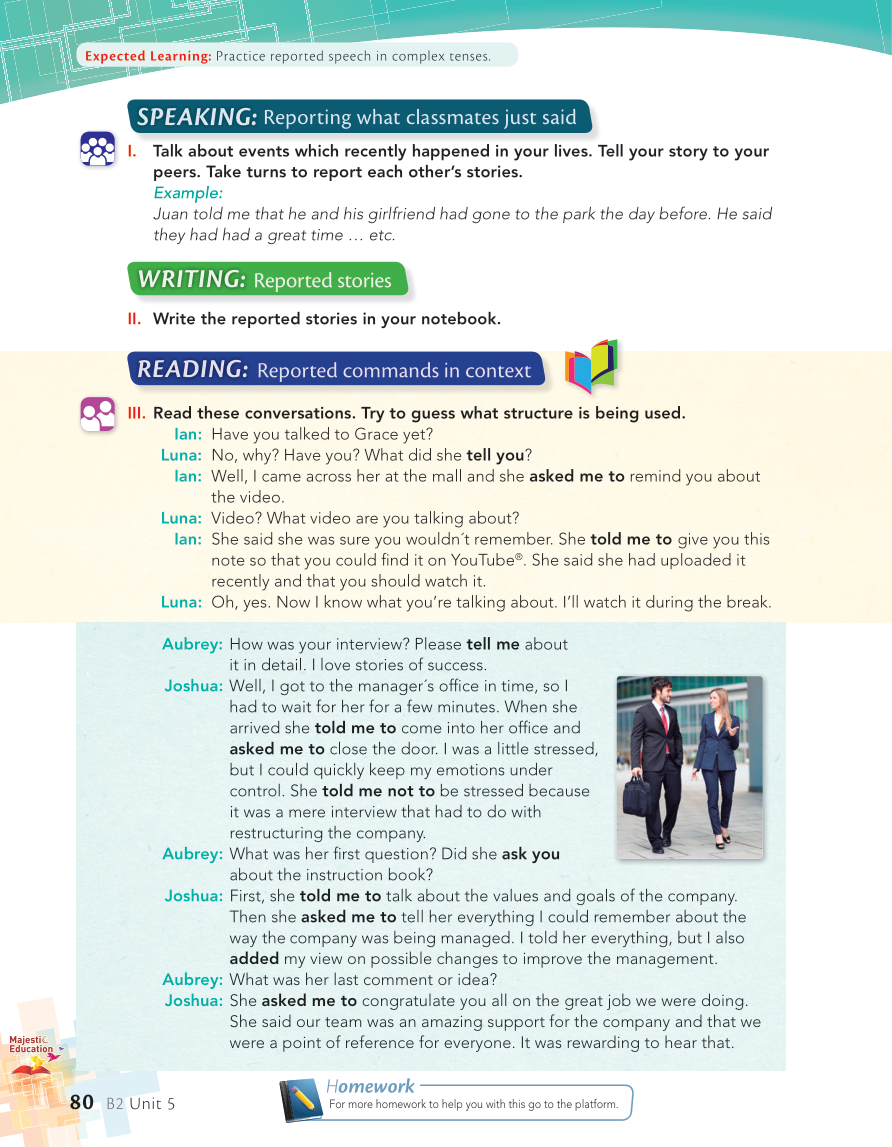 Expected Learning: Practice reported speech in complex tenses.
SPEAKING: Reporting what classmates just said
I. Talk about events which recently happened in your lives. Tell your story to your
peers. Take turns to report each other's stories.
Example:
Juan told me that he and his girlfriend had gone to the park the day before. He said
they had had a great time … etc.
WRITING: Reported stories
II. Write the reported stories in your notebook.
READING: Reported commands in context
III. Read these conversations. Try to guess what structure is being used.
Ian: Have you talked to Grace yet?
Luna: No, why? Have you? What did she tell you?
Ian: Well, I came across her at the mall and she asked me to remind you about
the video.
Luna: Video? What video are you talking about?
Ian: She said she was sure you wouldn´t remember. She told me to give you this
note so that you could find it on YouTube®. She said she had uploaded it
recently and that you should watch it.
Luna: Oh, yes. Now I know what you're talking about. I'll watch it during the break.
Aubrey: How was your interview? Please tell me about
it in detail. I love stories of success.
Joshua: Well, I got to the manager´s office in time, so I
had to wait for her for a few minutes. When she
arrived she told me to come into her office and
asked me to close the door. I was a little stressed,
but I could quickly keep my emotions under
control. She told me not to be stressed because
it was a mere interview that had to do with
restructuring the company.
Aubrey: What was her first question? Did she ask you
about the instruction book?
Joshua: First, she told me to talk about the values and goals of the company.
Then she asked me to tell her everything I could remember about the
way the company was being managed. I told her everything, but I also
added my view on possible changes to improve the management.
Aubrey: What was her last comment or idea?
Joshua: She asked me to congratulate you all on the great job we were doing.
She said our team was an amazing support for the company and that we
were a point of reference for everyone. It was rewarding to hear that.
Majestic
Education
80 B2 Unit 5
Homework
For more homework to help you with this go to the platform.